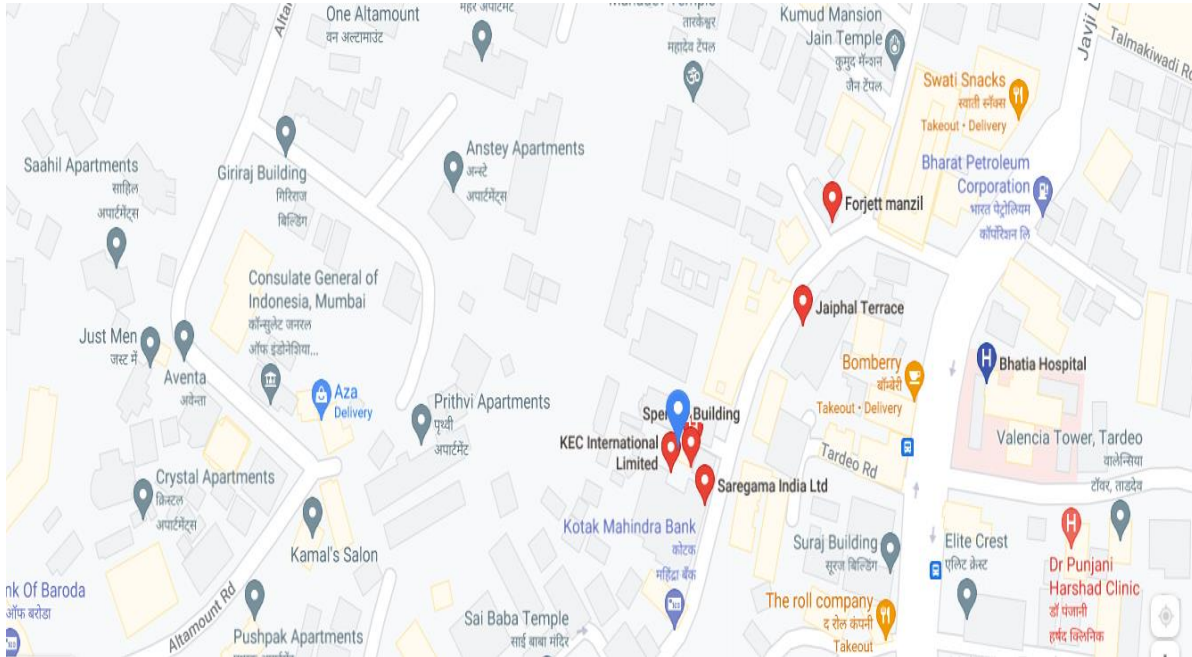 One Altamount
वन अल्टामाउंट
तारकेश्वर
महादेव टेंपल
Kumud Mansion
Jain Temple
कुमुद मॅन्शन
जैन टेंपल
Talmakiwadi
Swati Snacks
स्वाती स्नॅक्स
Takeout • Delivery
Saahil Apartments
साहिल
अपार्टमेंट्स
Giriraj Building
गिरिराज
बिल्डिंग
Anstey Apartments
अन्स्टे
अपार्टमेंट्स
Bharat Petroleum
Corporation
भारत पेट्रोलियम
कॉर्पोरेशन लि
Forjett manzil
Consulate General of
Indonesia, Mumbai
कॉन्सुलेट जनरल
ऑफ इंडोनेशिया...
Jaiphal Terrace
Just Men
जस्ट में
Aventa
अवेन्ता
Aza
Delivery
Prithvi Apartments
पृथ्वी
अपार्टमेंट
Bomberry
बॉम्बेरी
Takeout • Delivery
Bhatia Hospital
Building
KEC International
Limited
Saregama India Ltd
Tardeo Rd
Valencia Tower, Tardeo
वालेन्सिया
टॉवर, ताडदेव
Crystal Apartments
क्रिस्टल
अपार्टमेंट्स
Kamal's Salon
Kotak Mahindra Bank
कोटक
महिंद्रा बँक
Suraj Building
सूरज बिल्डिंग
Elite Crest
एलिट क्रेस्ट
Dr Punjani
Harshad Clinic
डॉ पंजानी
हर्षद क्लिनिक
Of Baroda
ऑफ बरोडा
Altamount Rd
Pushpak Apartments
Sai Baba Temple
साई बाबा मंदिर
The roll company
द रोल कंपनी
Takeout